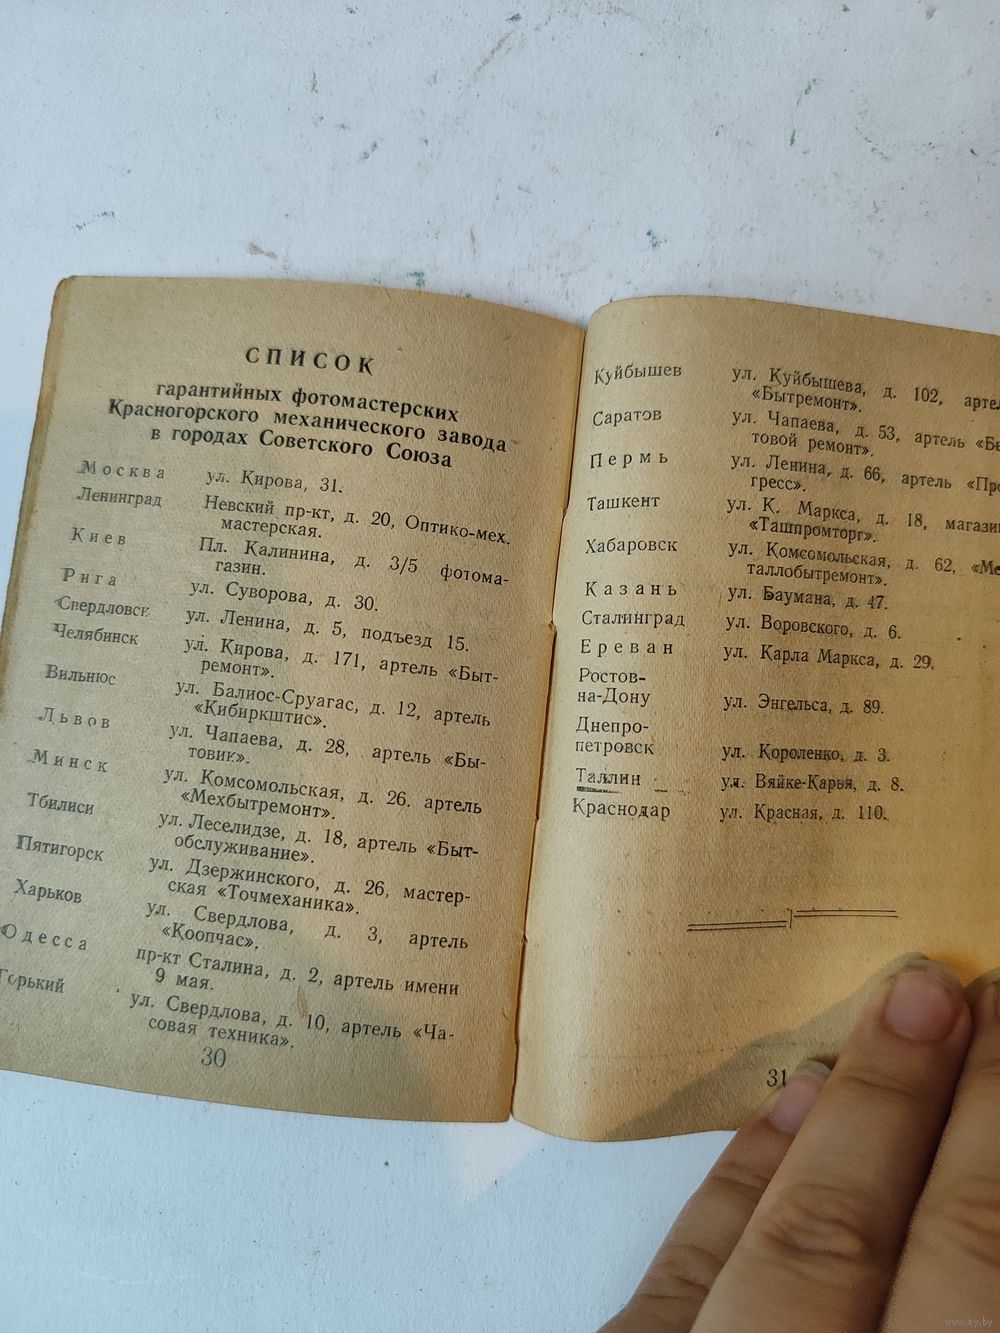 СПИСОК
гарантийных фотомастерских
Красногорского механического завода
в городах Советского Союза
Москва ул. Кирова, 31.
Ленинград Невский пр-кт, д. 20, Оптико-мех.
мастерская.
Киев Пл. Калинина, д. 3/5 фотома-
газин.
Рига ул. Суворова, д. 30.
Свердловск ул. Ленина, д. 5, подъезд 15.
Челябинск ул. Кирова, д. 171, артель «Быт-
ремонт».
Вильнюс ул. Балиос-Сруагас, д. 12, артель
«Кибиркштис».
Львов ул. Чапаева, д. 28, артель «Бы-
товик».
Минск ул. Комсомольская, д. 26. артель
«Мехбытремонт».
Тбилиси ул. Леселидзе, д. 18, артель «Быт-
обслуживание».
Пятигорск ул. Дзержинского, д. 26, мастер-
ская «Точмеханика».
Харьков ул. Свердлова, д. 3, артель
«Коопчас».
Одесса пр-кт Сталина, д. 2, артель имени
9 мая.
Горький ул. Свердлова, д. 10, артель «Ча-
совая техника».
30
Куйбышев ул. Куйбышева, д. 102, арте
«Бытремонт».
Саратов ул. Чапаева, д. 53, артель «Бы
товой ремонт».
Пермь ул. Ленина, д. 66, артель «Про
гресс».
Ташкент ул. К. Маркса, д. 18, магази
«Ташпромторг».
Хабаровск ул. Комсомольская, д. 62, «Ме
таллобытремонт».
Казань ул. Баумана, д. 47.
Сталинград ул. Воровского, д. 6.
Ереван ул. Карла Маркса, д. 29.
Ростов-
на-Дону ул. Энгельса, д. 89.
Днепро-
петровск ул. Короленко, д. 3.
Таллин ул. Вяйке-Карья, д. 8.
Краснодар ул. Красная, д. 110.
31
www.ay.by